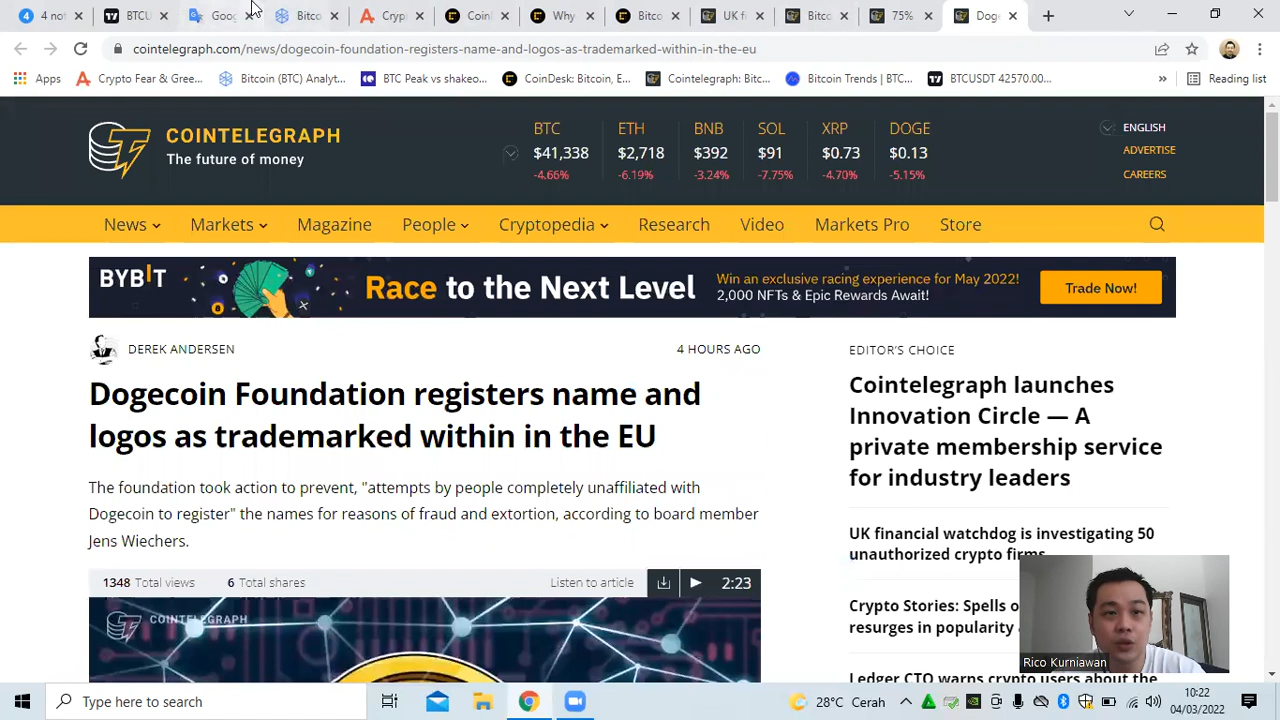 4 not
BTCU
Goog
Bitco
Cryp
Coin
Why
Bitco
UK f
Bitc
75%
Dog
cointelegraph.com/news/dogecoin-foundation-registers-name-and-logos-as-trademarked-within-in-the-eu
Apps
Crypto Fear & Gree...
Bitcoin (BTC) Analyt...
BTC Peak vs shakeo...
CoinDesk: Bitcoin, E...
Cointelegraph: Bitc...
Bitcoin Trends | BTC...
BTCUSDT 42570.00...
»
Reading list
COINTELEGRAPH
The future of money
BTC ETH BNB SOL XRP DOGE
$41,338 $2,718 $392 $91 $0.73 $0.13
-4.66% -6.19% -3.24% -7.75% -4.70% -5.15%
ENGLISH
ADVERTISE
CAREERS
News Markets Magazine People Cryptopedia Research Video Markets Pro Store
BYBIT
Race to the Next Level
Win an exclusive racing experience for May 2022!
2,000 NFTs & Epic Rewards Await!
Trade Now!
DEREK ANDERSEN
4 HOURS AGO
Dogecoin Foundation registers name and
logos as trademarked within in the EU
The foundation took action to prevent, "attempts by people completely unaffiliated with
Dogecoin to register" the names for reasons of fraud and extortion, according to board member
Jens Wiechers.
1348 Total views 6 Total shares Listen to article 2:23
COINTELEGRAPH
EDITOR'S CHOICE
Cointelegraph launches
Innovation Circle — A
private membership service
for industry leaders
UK financial watchdog is investigating 50
unauthorized crypto firms
Crypto Stories: Spells o
resurges in popularity
Ledger CTO warns crypto users about the
Rico Kurniawan
Type here to search
28°C Cerah
10:22
04/03/2022